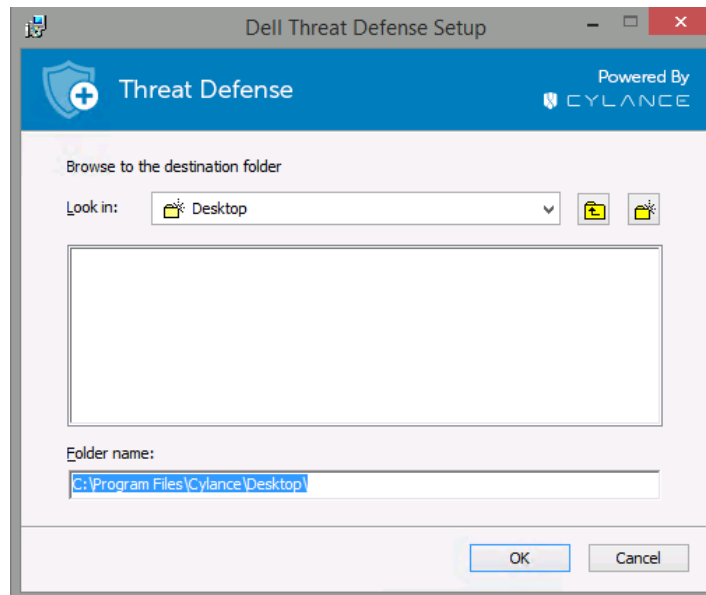 Dell Threat Defense Setup
Threat Defense
Powered By
CYLANCE
Browse to the destination folder
Look in:
Desktop
Folder name:
C:\Program Files\Cylance\Desktop\
OK
Cancel